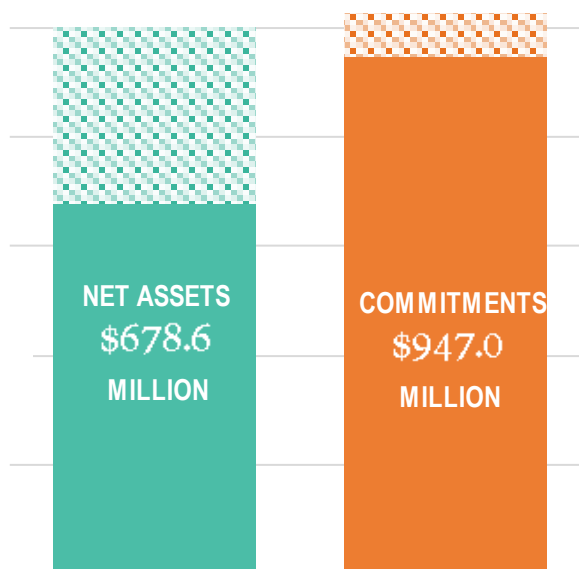 NET ASSETS
$678.6
MILLION
COMMITMENTS
$947.0
MILLION